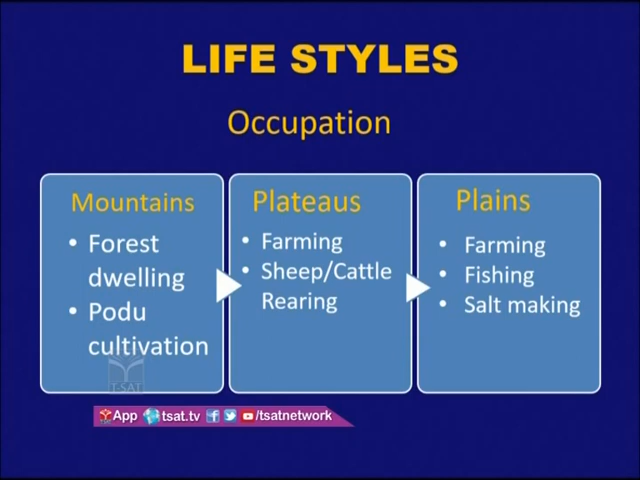 LIFE STYLES
Occupation
Mountains
• Forest
dwelling
• Podu
cultivation
Plateaus
• Farming
• Sheep/Cattle
Rearing
Plains
• Farming
• Fishing
• Salt making
T-SAT
App tsat.tv /tsatnetwork